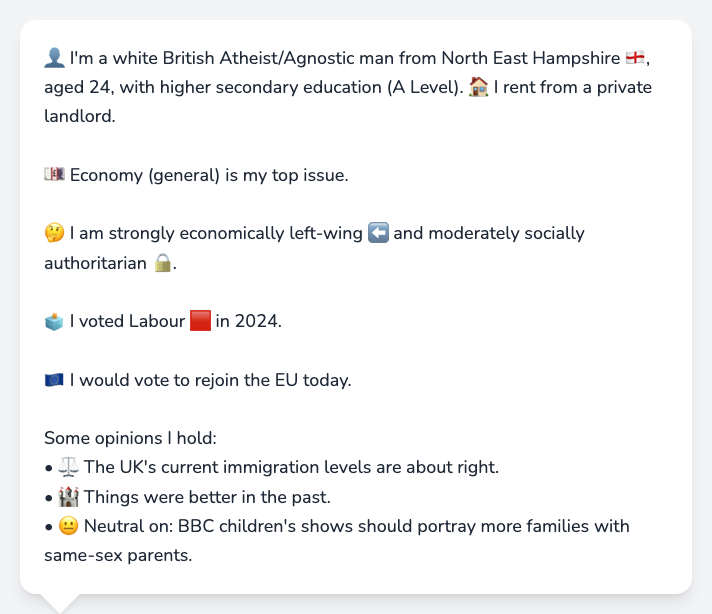 👤 I'm a white British Atheist/Agnostic man from North East Hampshire 🏴󠁧󠁢󠁥󠁮󠁧󠁿,
aged 24, with higher secondary education (A Level). 🏠 I rent from a private
landlord.
💷 Economy (general) is my top issue.
🤔 I am strongly economically left-wing ⬅️ and moderately socially
authoritarian 🔒.
🗳️ I voted Labour 🟥 in 2024.
🇪🇺 I would vote to rejoin the EU today.
Some opinions I hold:
• ⚖️ The UK's current immigration levels are about right.
• 🏰 Things were better in the past.
• 😐 Neutral on: BBC children's shows should portray more families with
same-sex parents.